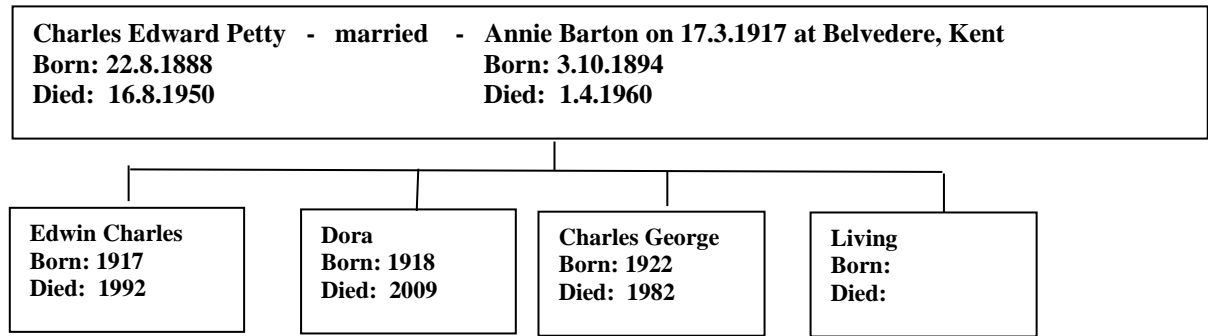 Charles Edward Petty - married - Annie Barton on 17.3.1917 at Belvedere, Kent
Born: 22.8.1888 Born: 3.10.1894
Died: 16.8.1950 Died: 1.4.1960
Edwin Charles
Born: 1917
Died: 1992
Dora
Born: 1918
Died: 2009
Charles George
Born: 1922
Died: 1982
Living
Born:
Died: